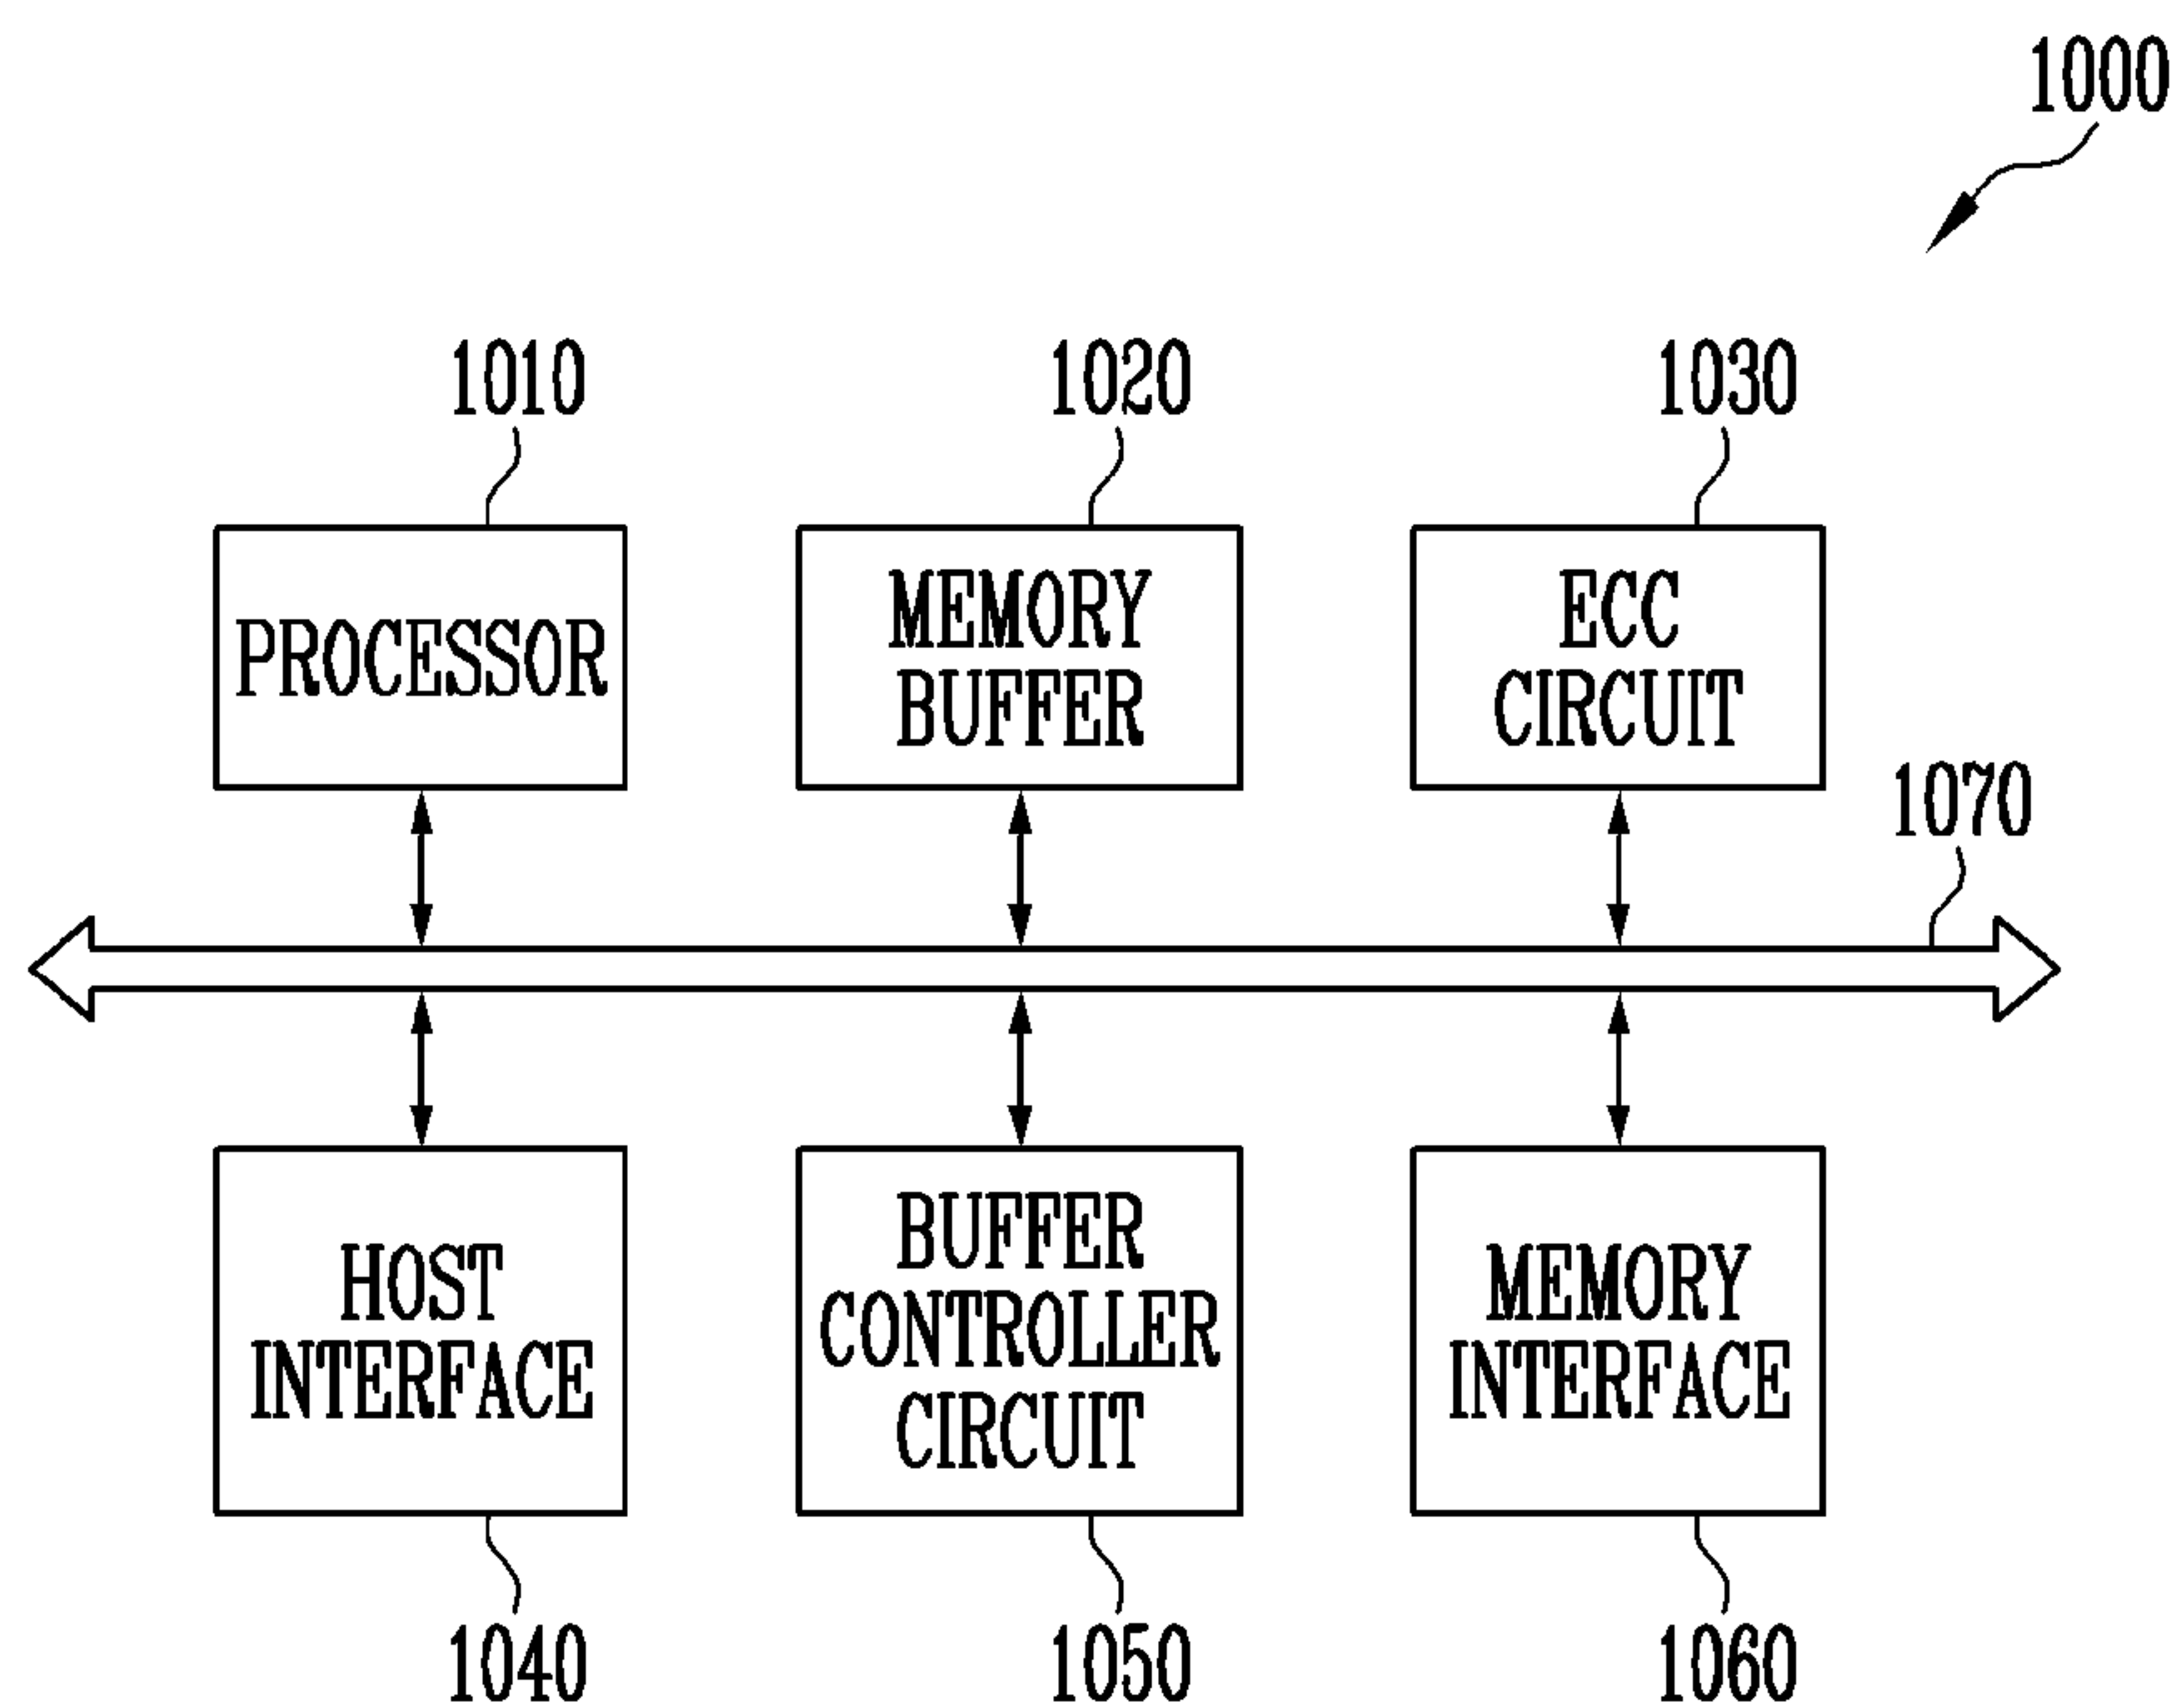 1000
1010
1020
1030
PROCESSOR
MEMORY
BUFFER
ECC
CIRCUIT
1070
HOST
INTERFACE
BUFFER
CONTROLLER
CIRCUIT
MEMORY
INTERFACE
1040
1050
1060